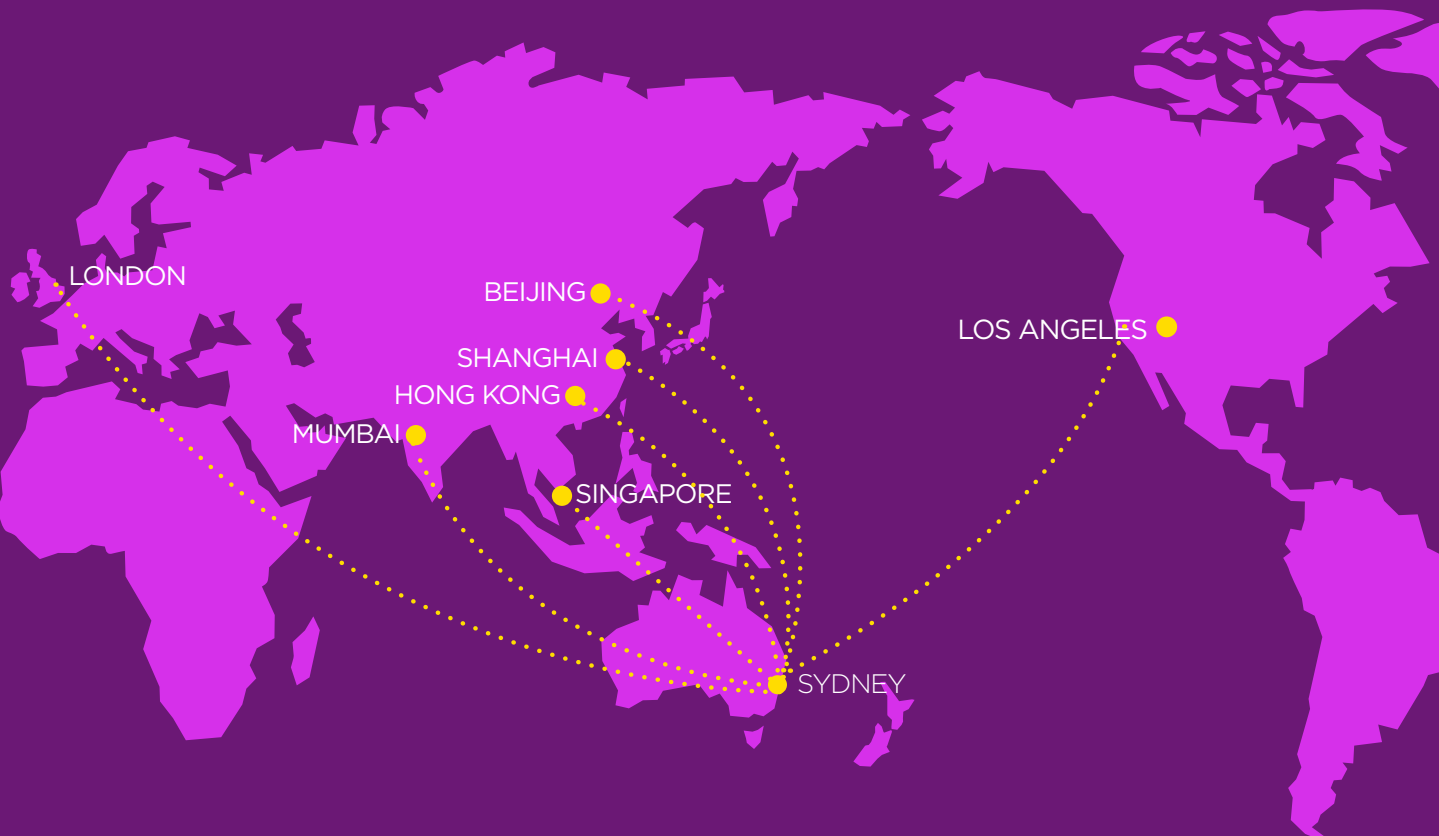 LONDON
BEIJING
LOS ANGELES
SHANGHAI
HONG KONG
MUMBAI
SINGAPORE
SYDNEY